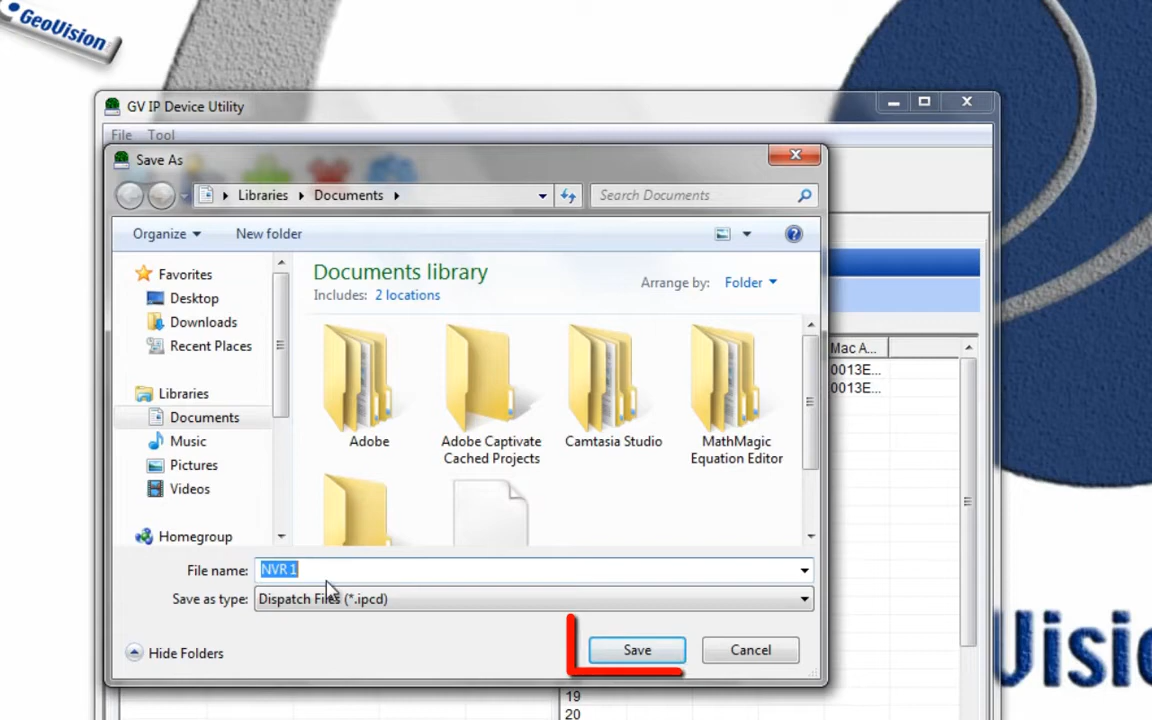 GeoVision
GV IP Device Utility
File Tool
Save As
Libraries Documents
Search Documents
Organize New folder
Documents library
Includes: 2 locations
Arrange by: Folder
Favorites
Desktop
Downloads
Recent Places
Libraries
Documents
Music
Pictures
Videos
Homegroup
Adobe
Adobe Captivate
Cached Projects
Camtasia Studio
MathMagic
Equation Editor
Mac A...
0013E...
0013E...
File name: NVR1
Save as type: Dispatch Files (*.ipcd)
Hide Folders
Save Cancel
19
20
Visi